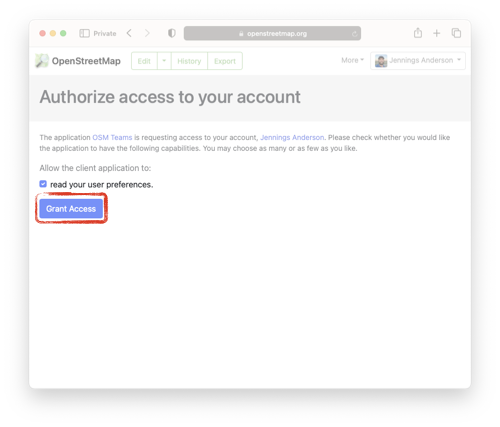 Private
openstreetmap.org
OpenStreetMap
Edit
History
Export
More
Jennings Anderson
Authorize access to your account
The application OSM Teams is requesting access to your account, Jennings Anderson. Please check whether you would like
the application to have the following capabilities. You may choose as many or as few as you like.
Allow the client application to:
read your user preferences.
Grant Access